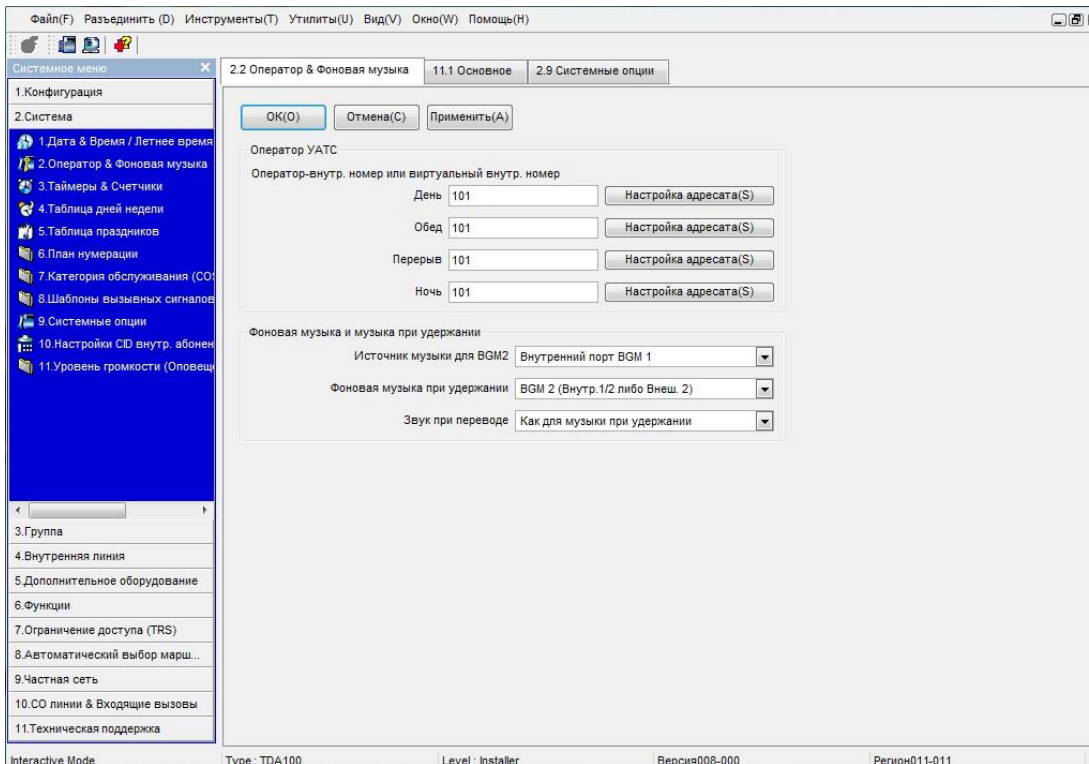 Файл(F) Разъединить (D) Инструменты(T) Утилиты(U) Вид(V) Окно(W) Помощь(H)
Системное меню
1.Конфигурация
2.Система
1.Дата & Время / Летнее время
2.Оператор & Фоновая музыка
3.Таймеры & Счетчики
4.Таблица дней недели
5.Таблица праздников
6.План нумерации
7.Категория обслуживания (COS
8.Шаблоны вызывных сигналов
9.Системные опции
10.Настройки CID внутр. абонен
11.Уровень громкости (Оповещ
3.Группа
4.Внутренняя линия
5.Дополнительное оборудование
6.Функции
7.Ограничение доступа (TRS)
8.Автоматический выбор марш...
9.Частная сеть
10.СО линии & Входящие вызовы
11.Техническая поддержка
2.2 Оператор & Фоновая музыка 11.1 Основное 2.9 Системные опции
OK(O) Отмена(C) Применить(A)
Оператор УАТС
Оператор-внутр. номер или виртуальный внутр. номер
День 101 Настройка адресата(S)
Обед 101 Настройка адресата(S)
Перерыв 101 Настройка адресата(S)
Ночь 101 Настройка адресата(S)
Фоновая музыка и музыка при удержании
Источник музыки для BGM2 Внутренний порт BGM 1
Фоновая музыка при удержании BGM 2 (Внутр.1/2 либо Внеш. 2)
Звук при переводе Как для музыки при удержании
Interactive Mode Type : TDA100 Level : Installer Версия008-000 Регион011-011